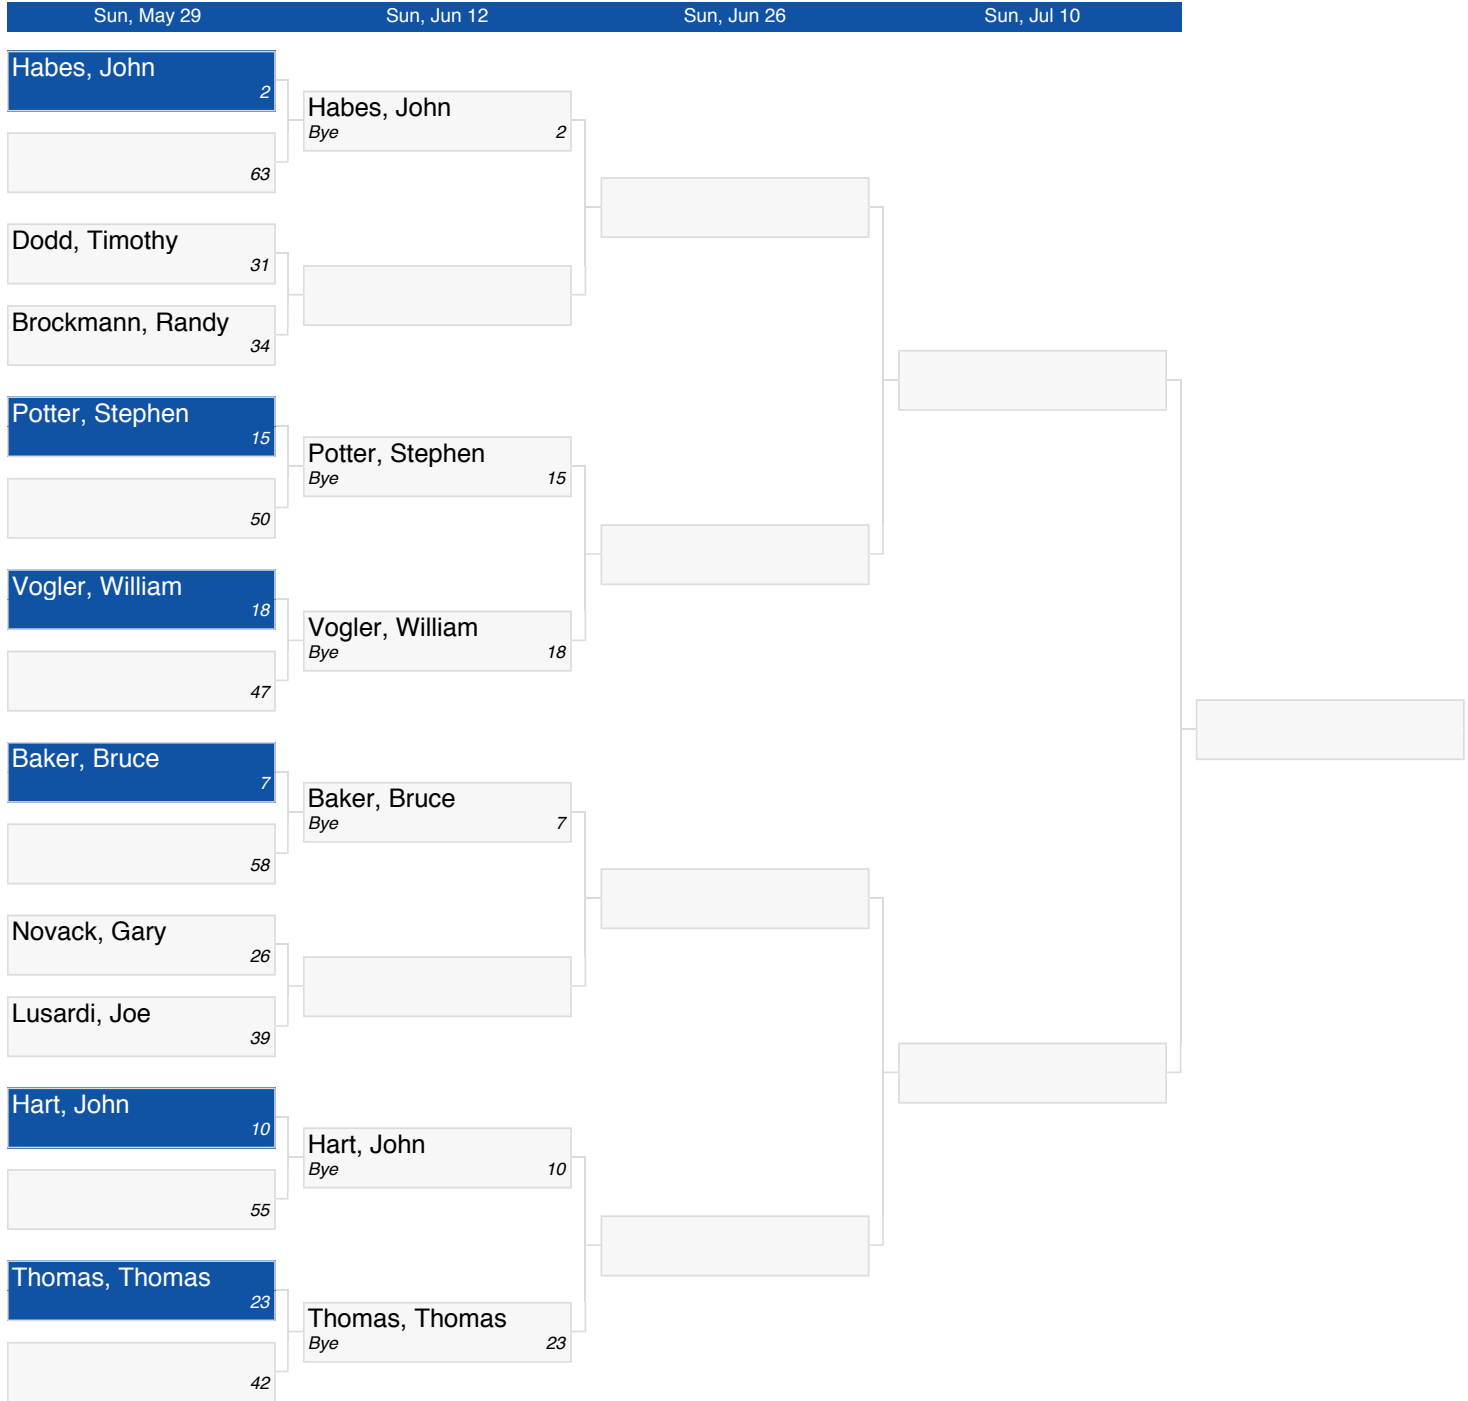 Sun, May 29 Sun, Jun 12 Sun, Jun 26 Sun, Jul 10
Habes, John
2
63
Habes, John
Bye 2
Dodd, Timothy
31
Brockmann, Randy
34
Potter, Stephen
15
50
Potter, Stephen
Bye 15
Vogler, William
18
47
Vogler, William
Bye 18
Baker, Bruce
7
58
Baker, Bruce
Bye 7
Novack, Gary
26
Lusardi, Joe
39
Hart, John
10
55
Hart, John
Bye 10
Thomas, Thomas
23
42
Thomas, Thomas
Bye 23